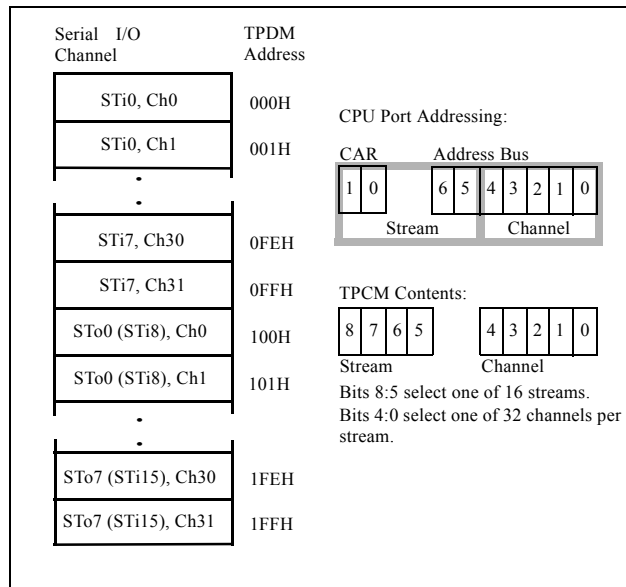 Serial I/O
Channel
TPDM
Address
STi0, Ch0
000H
STi0, Ch1
001H
STi7, Ch30
0FEH
STi7, Ch31
0FFH
STo0 (STi8), Ch0
100H
STo0 (STi8), Ch1
101H
STo7 (STi15), Ch30
1FEH
STo7 (STi15), Ch31
1FFH
CPU Port Addressing:
CAR Address Bus
1 0 6 5 4 3 2 1 0
Stream Channel
TPCM Contents:
8 7 6 5 4 3 2 1 0
Stream Channel
Bits 8:5 select one of 16 streams.
Bits 4:0 select one of 32 channels per
stream.